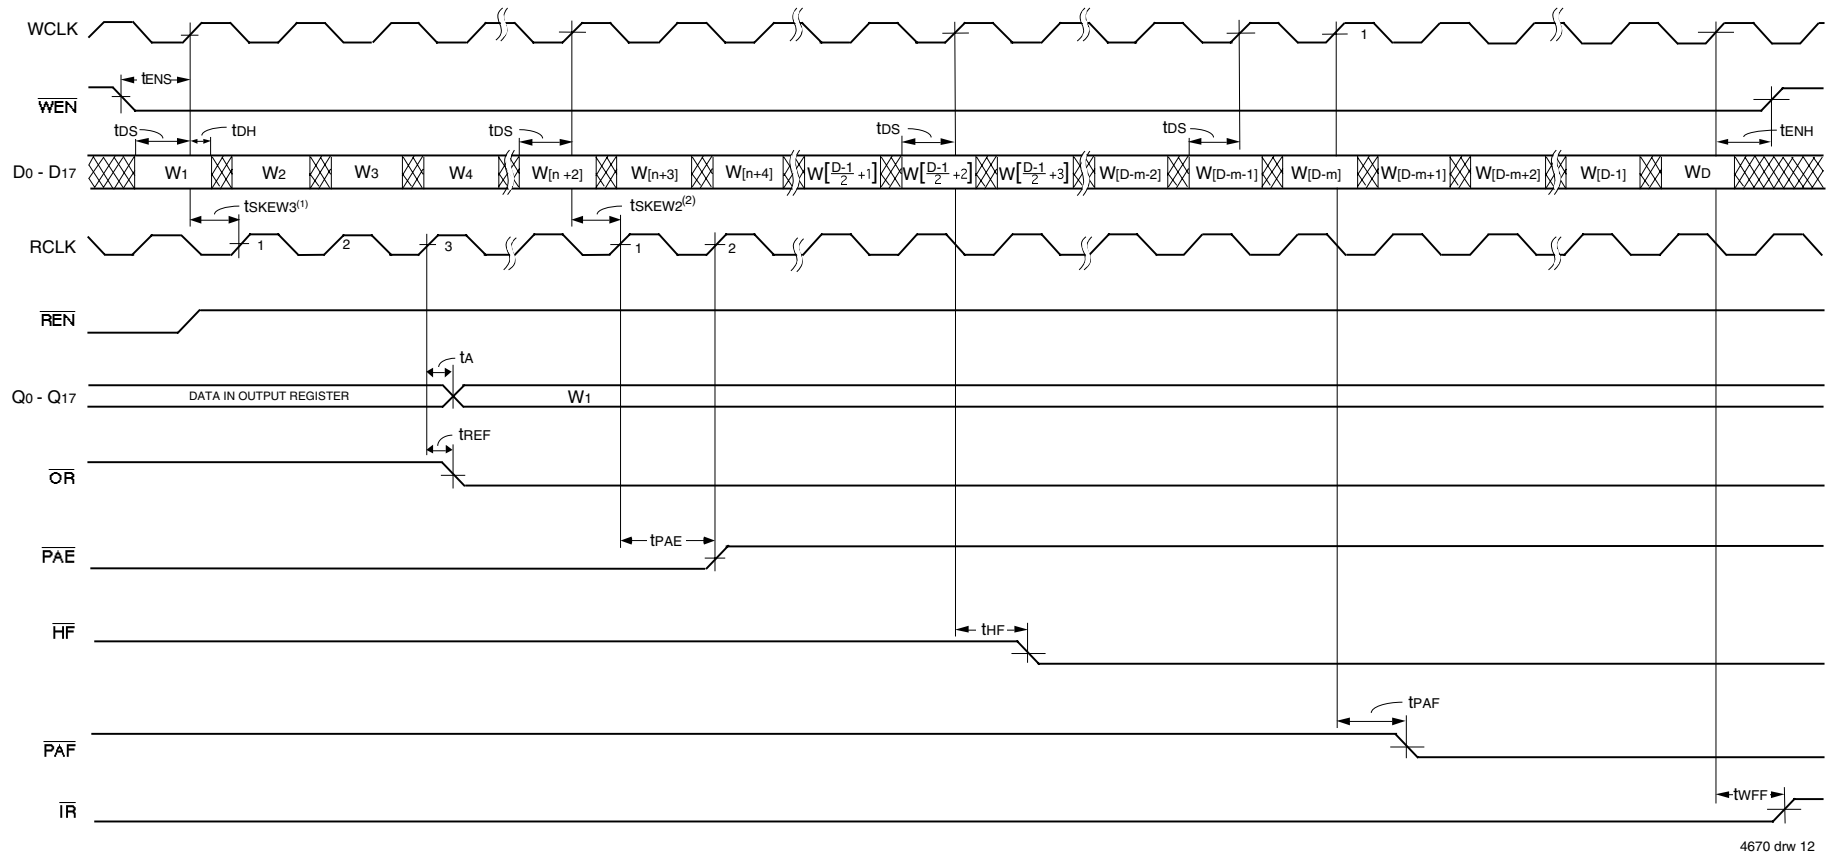 WCLK 1
tENS
WEN
tDS tDH tDS tDS tDS tENH
D0 - D17 W1 W2 W3 W4 W[n +2] W[n+3] W[n+4] W[D-1/2 +1] W[D-1/2 +2] W[D-1/2 +3] W[D-m-2] W[D-m-1] W[D-m] W[D-m+1] W[D-m+2] W[D-1] WD
tSKEW3(1) tSKEW2(2)
RCLK 1 2 3 1 2
REN
tA
Q0 - Q17 DATA IN OUTPUT REGISTER W1
tREF
OR
tPAE
PAE
tHF
HF
tPAF
PAF
tWFF
IR
4670 drw 12